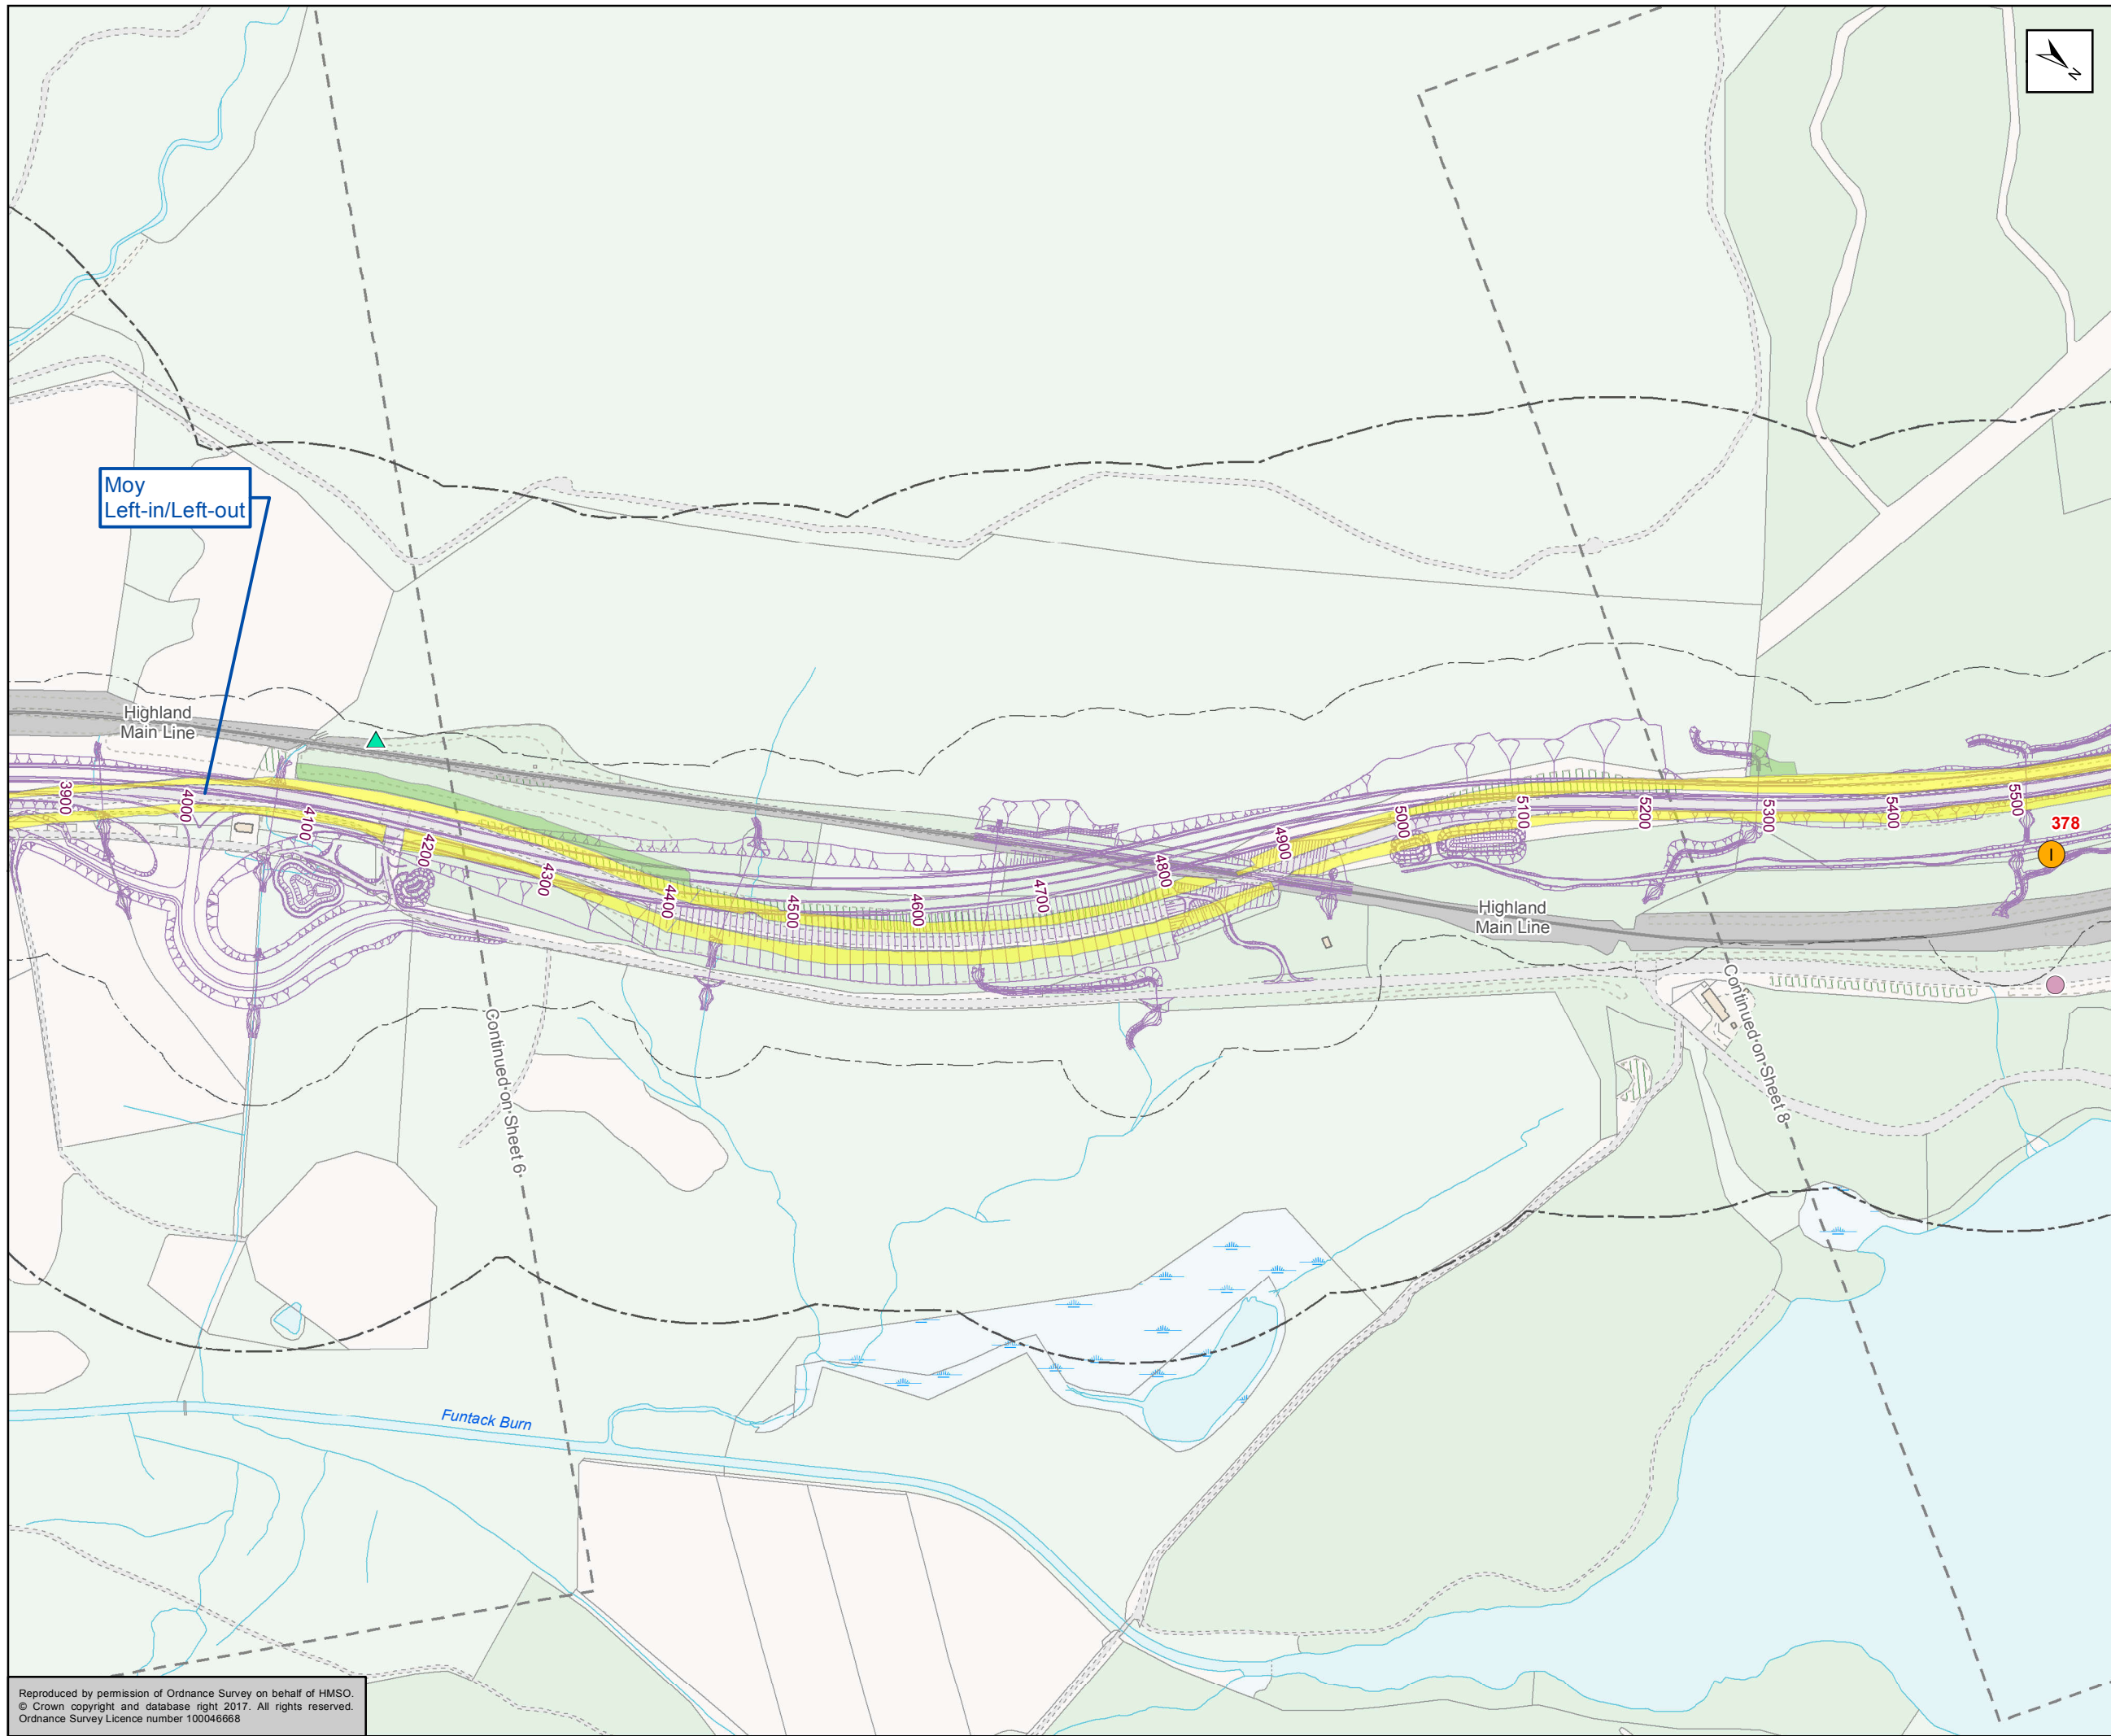 N
Moy
Left-in/Left-out
Highland
Main Line
3900
4000
4100
4200
4300
4400
4500
4600
4700
4800
4900
5000
5100
5200
5300
5400
5500
378
I
Highland
Main Line
Continued on Sheet 6
Continued on Sheet 8
Funtack Burn
Reproduced by permission of Ordnance Survey on behalf of HMSO.
© Crown copyright and database right 2017. All rights reserved.
Ordnance Survey Licence number 100046668